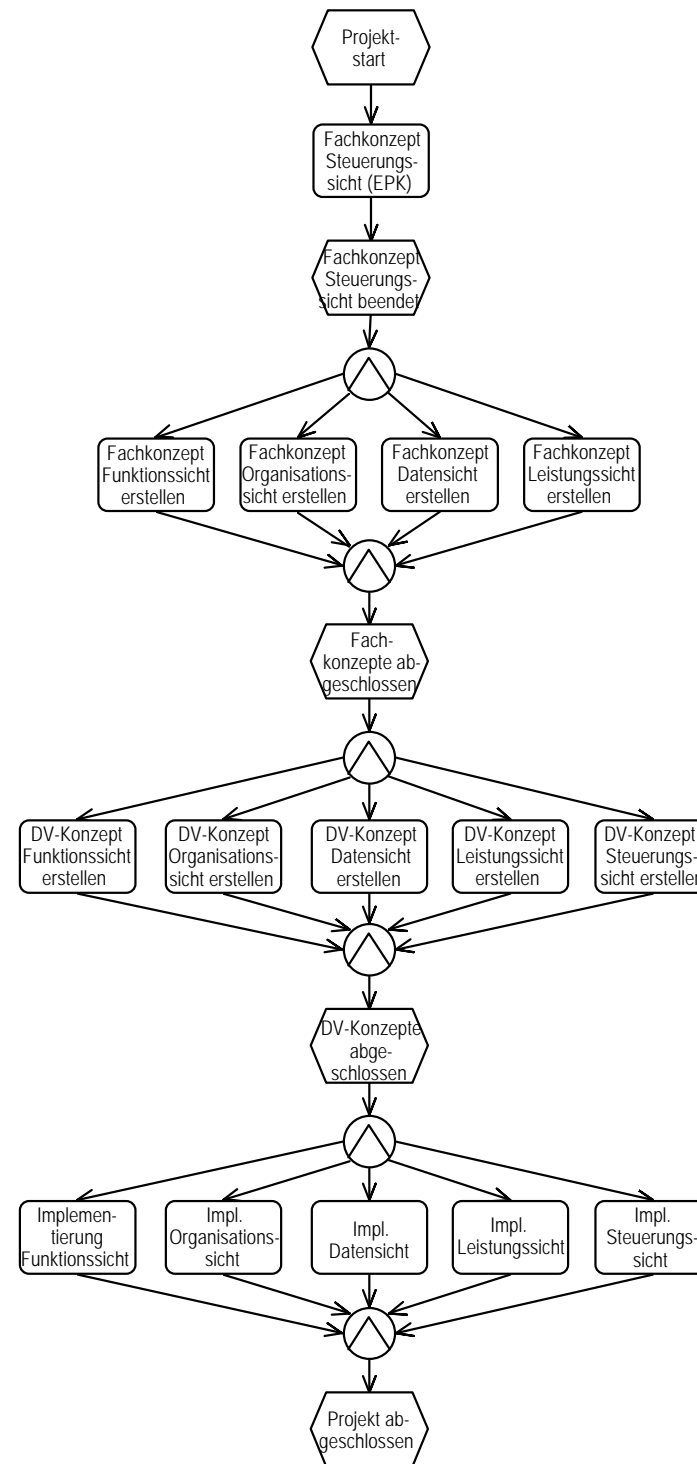 Projekt-
start
Fachkonzept
Steuerungs-
sicht (EPK)
Fachkonzept
Steuerungs-
sicht beendet
Fachkonzept
Funktionssicht
erstellen
Fachkonzept
Organisations-
sicht erstellen
Fachkonzept
Datensicht
erstellen
Fachkonzept
Leistungssicht
erstellen
Fach-
konzepte ab-
geschlossen
DV-Konzept
Funktionssicht
erstellen
DV-Konzept
Organisations-
sicht erstellen
DV-Konzept
Datensicht
erstellen
DV-Konzept
Leistungssicht
erstellen
DV-Konzept
Steuerungs-
sicht erstellen
DV-Konzepte
abge-
schlossen
Implemen-
tierung
Funktionssicht
Impl.
Organisations-
sicht
Impl.
Datensicht
Impl.
Leistungssicht
Impl.
Steuerungs-
sicht
Projekt ab-
geschlossen